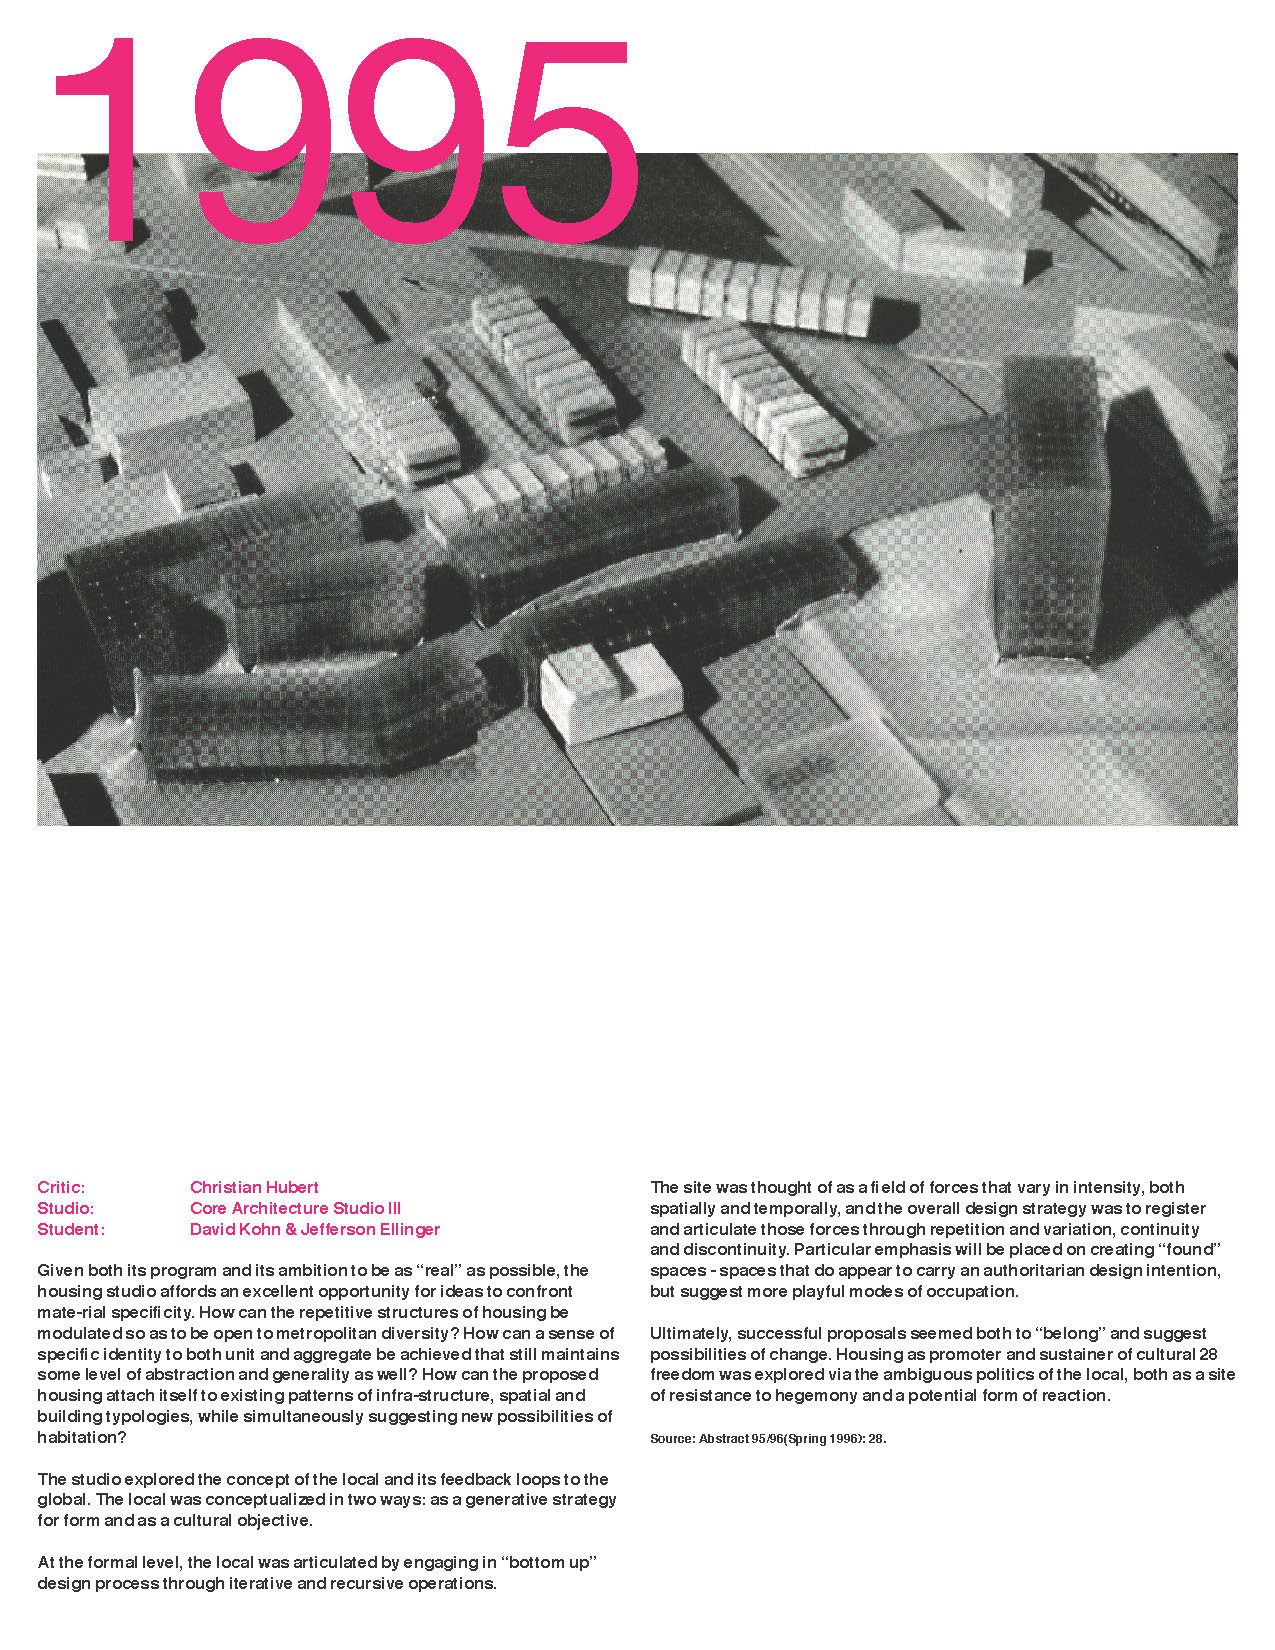 1995
Critic: Christian Hubert
Studio: Core Architecture Studio III
Student: David Kohn & Jefferson Ellinger
Given both its program and its ambition to be as “real” as possible, the
housing studio affords an excellent opportunity for ideas to confront
mate-rial specificity. How can the repetitive structures of housing be
modulated so as to be open to metropolitan diversity? How can a sense of
specific identity to both unit and aggregate be achieved that still maintains
some level of abstraction and generality as well? How can the proposed
housing attach itself to existing patterns of infra-structure, spatial and
building typologies, while simultaneously suggesting new possibilities of
habitation?
The studio explored the concept of the local and its feedback loops to the
global. The local was conceptualized in two ways: as a generative strategy
for form and as a cultural objective.
At the formal level, the local was articulated by engaging in “bottom up”
design process through iterative and recursive operations.
The site was thought of as a field of forces that vary in intensity, both
spatially and temporally, and the overall design strategy was to register
and articulate those forces through repetition and variation, continuity
and discontinuity. Particular emphasis will be placed on creating “found”
spaces - spaces that do appear to carry an authoritarian design intention,
but suggest more playful modes of occupation.
Ultimately, successful proposals seemed both to “belong” and suggest
possibilities of change. Housing as promoter and sustainer of cultural 28
freedom was explored via the ambiguous politics of the local, both as a site
of resistance to hegemony and a potential form of reaction.
Source: Abstract 95/96(Spring 1996): 28.